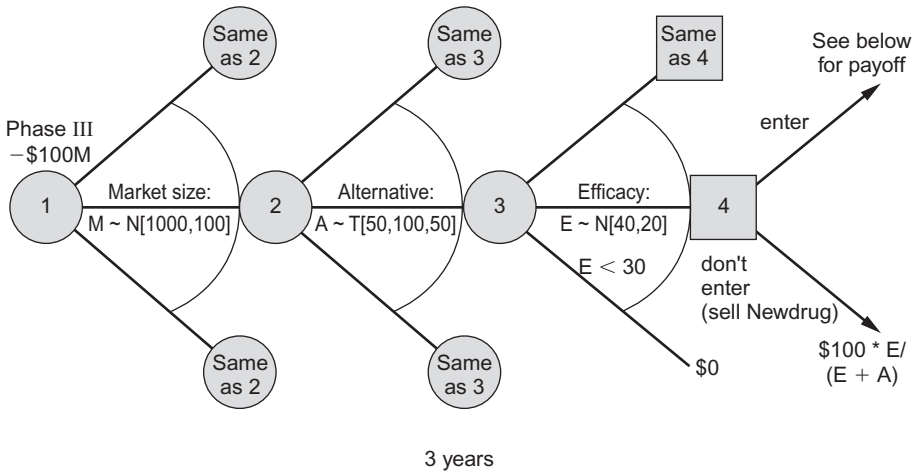 Same
as 2
Same
as 3
Same
as 4
See below
for payoff
Phase III
−$100M
enter
1
Market size:
M ~ N[1000,100]
2
Alternative:
A ~ T[50,100,50]
3
Efficacy:
E ~ N[40,20]
4
E < 30
don't
enter
(sell Newdrug)
Same
as 2
Same
as 3
$0
$100 * E/
(E + A)
3 years